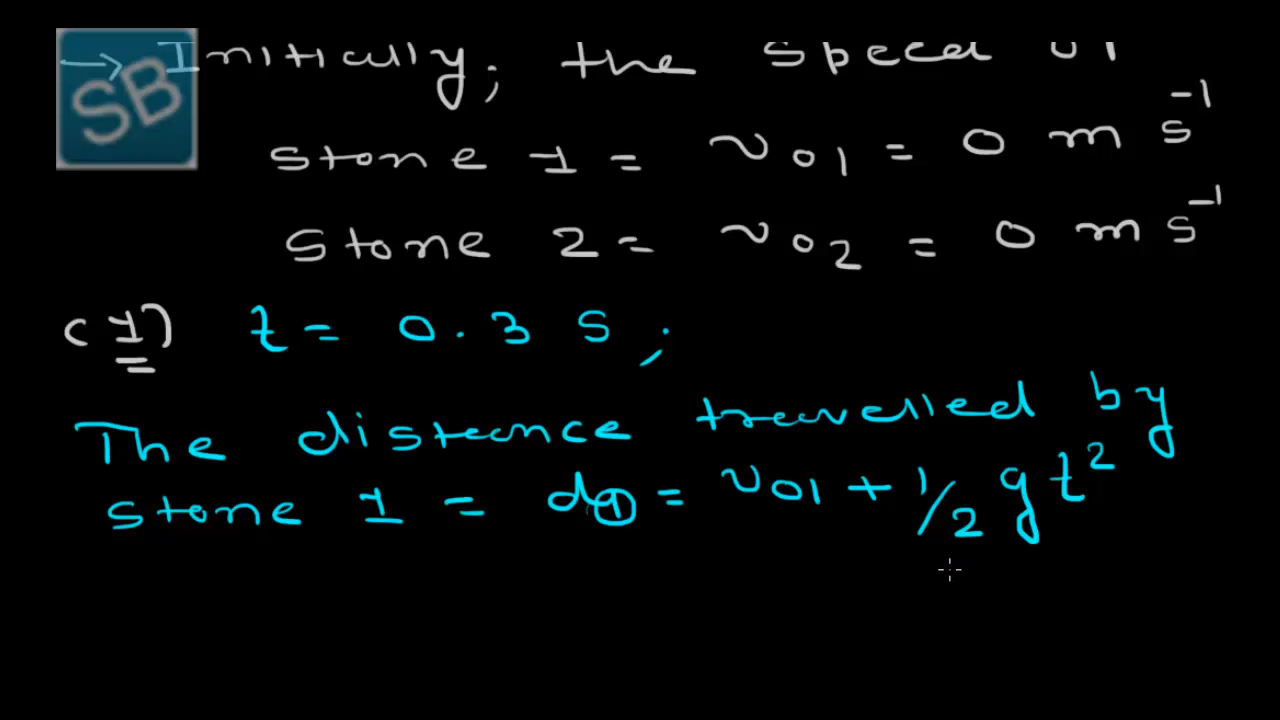 SB
→ Initially; the speed of
stone 1 = v01 = 0 m s⁻¹
stone 2 = v02 = 0 m s⁻¹
(1) t = 0.3 s;
The distance travelled by
stone 1 = d① = v01 + 1/2 g t²